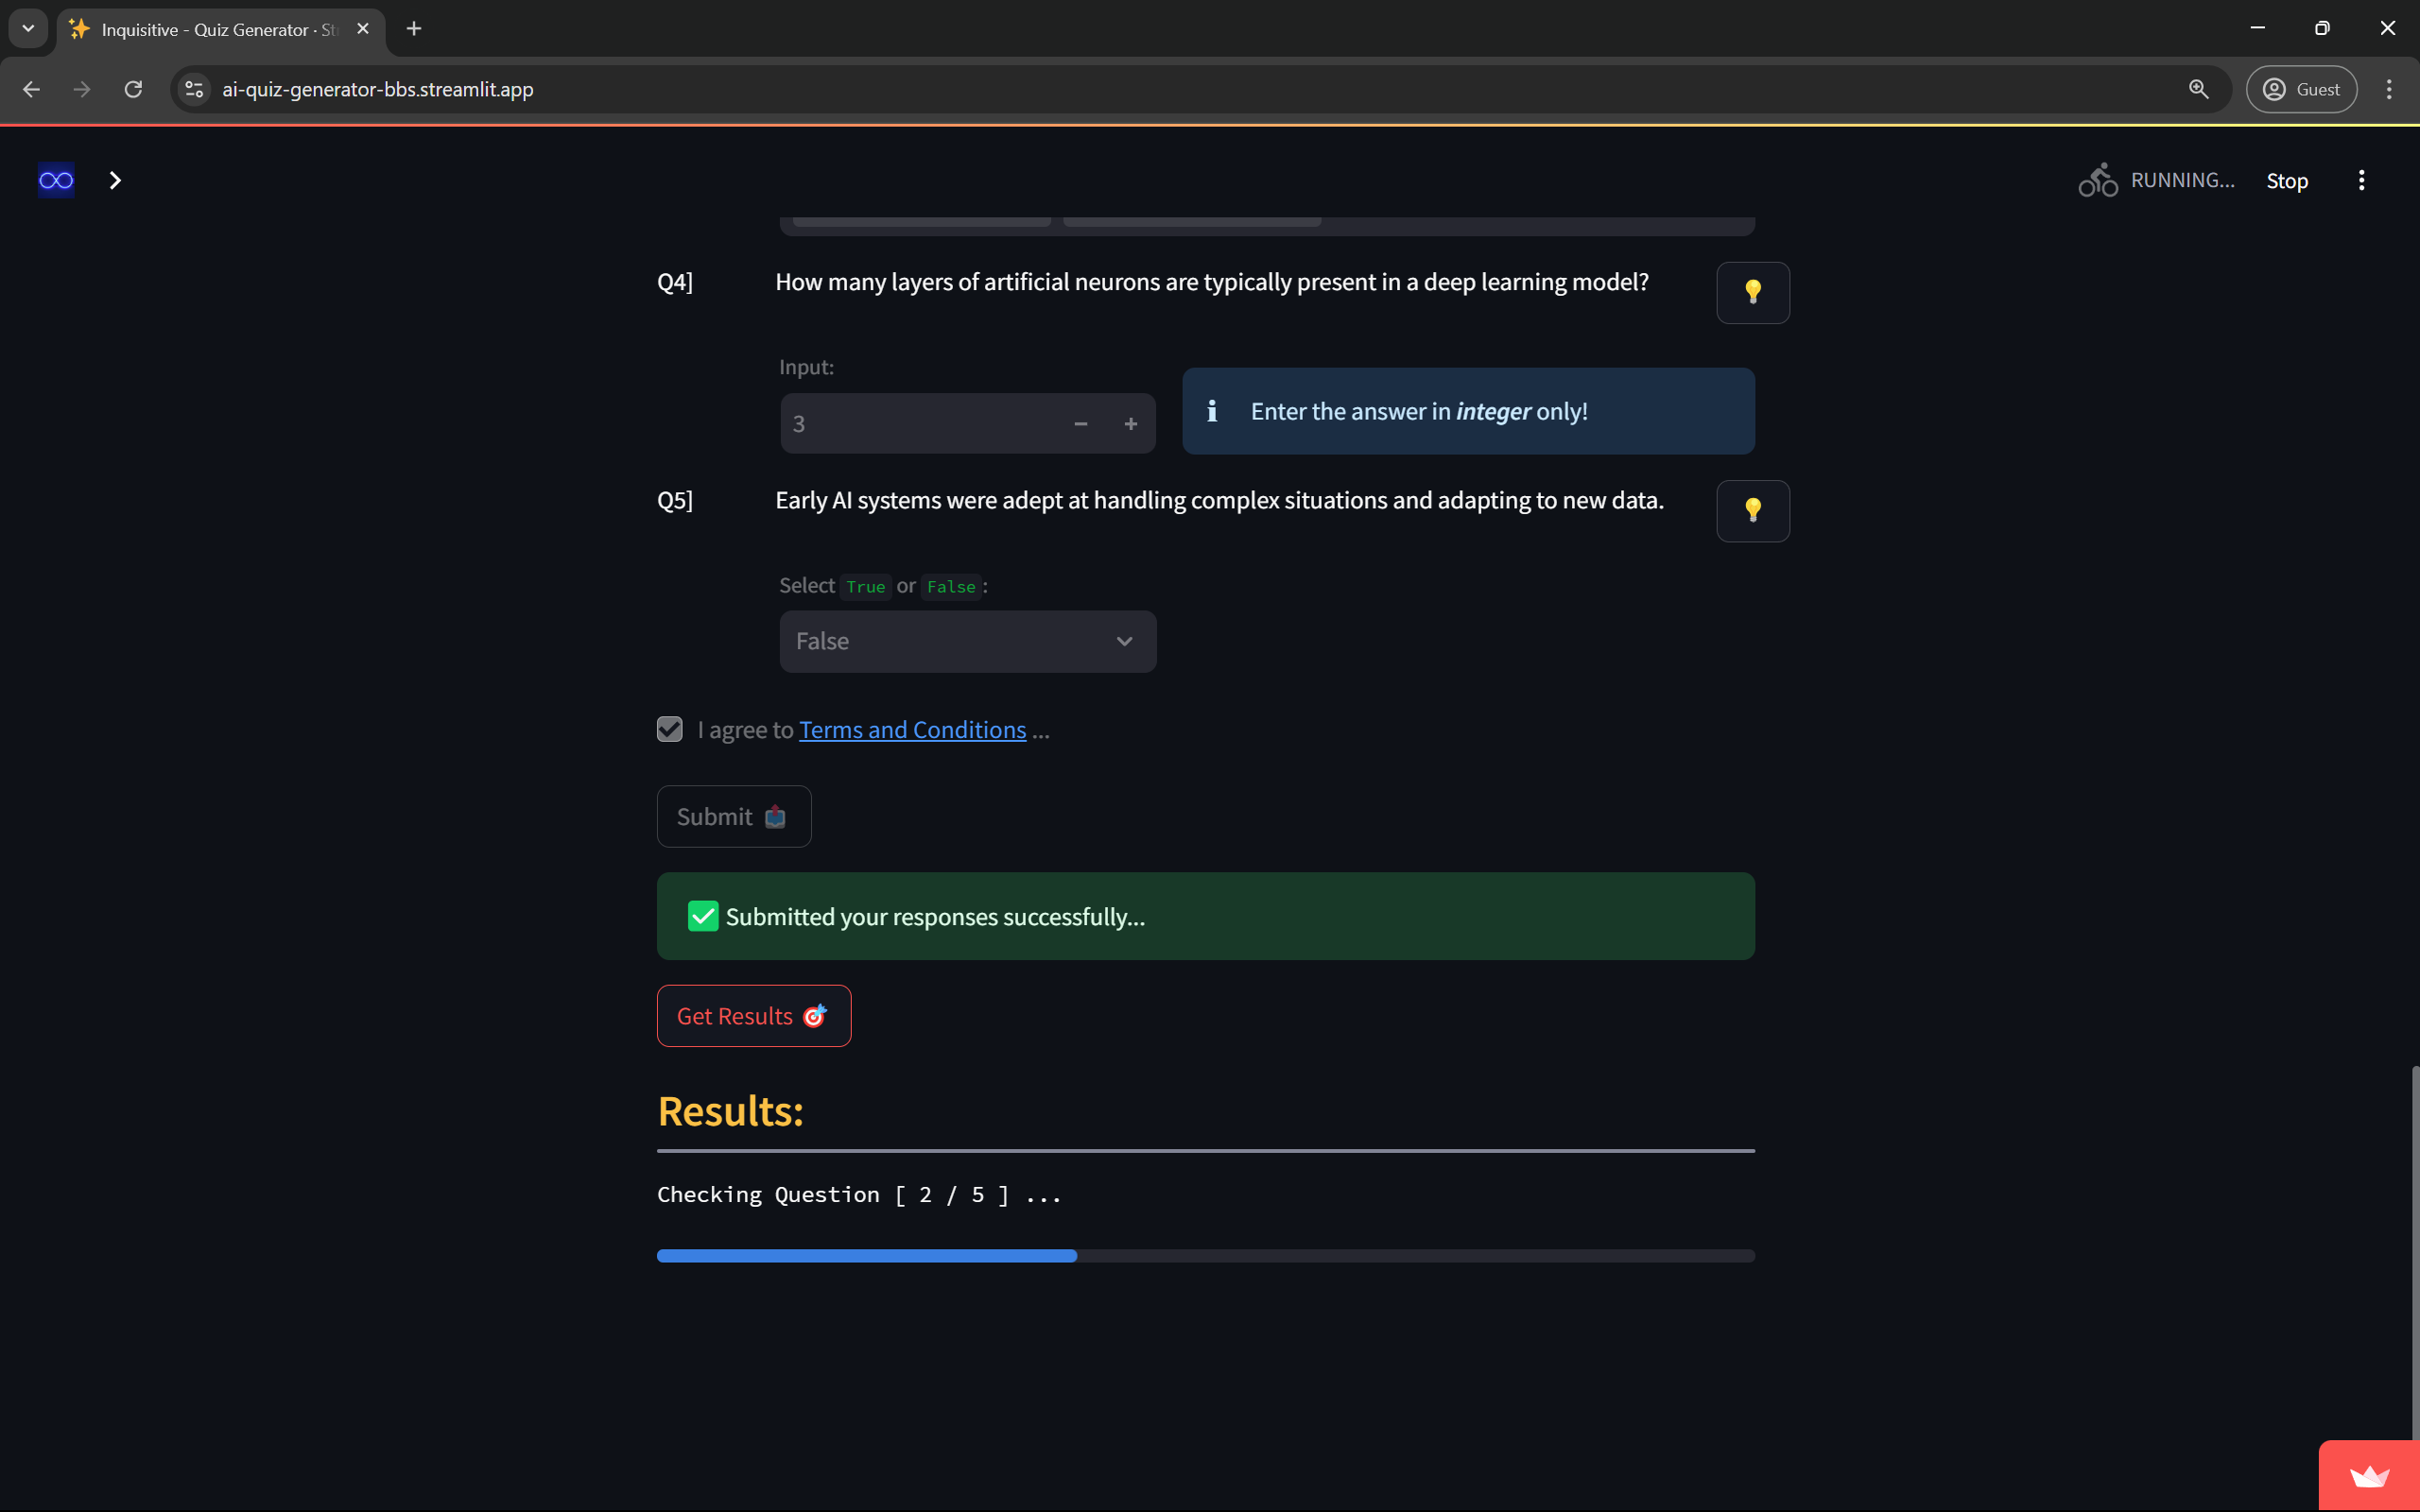 Inquisitive - Quiz Generator · St
ai-quiz-generator-bbs.streamlit.app
Guest
RUNNING...
Stop
Q4]
How many layers of artificial neurons are typically present in a deep learning model?
Input:
3
Enter the answer in integer only!
Q5]
Early AI systems were adept at handling complex situations and adapting to new data.
Select True or False:
False
I agree to Terms and Conditions ...
Submit
Submitted your responses successfully...
Get Results
Results:
Checking Question [ 2 / 5 ] ...